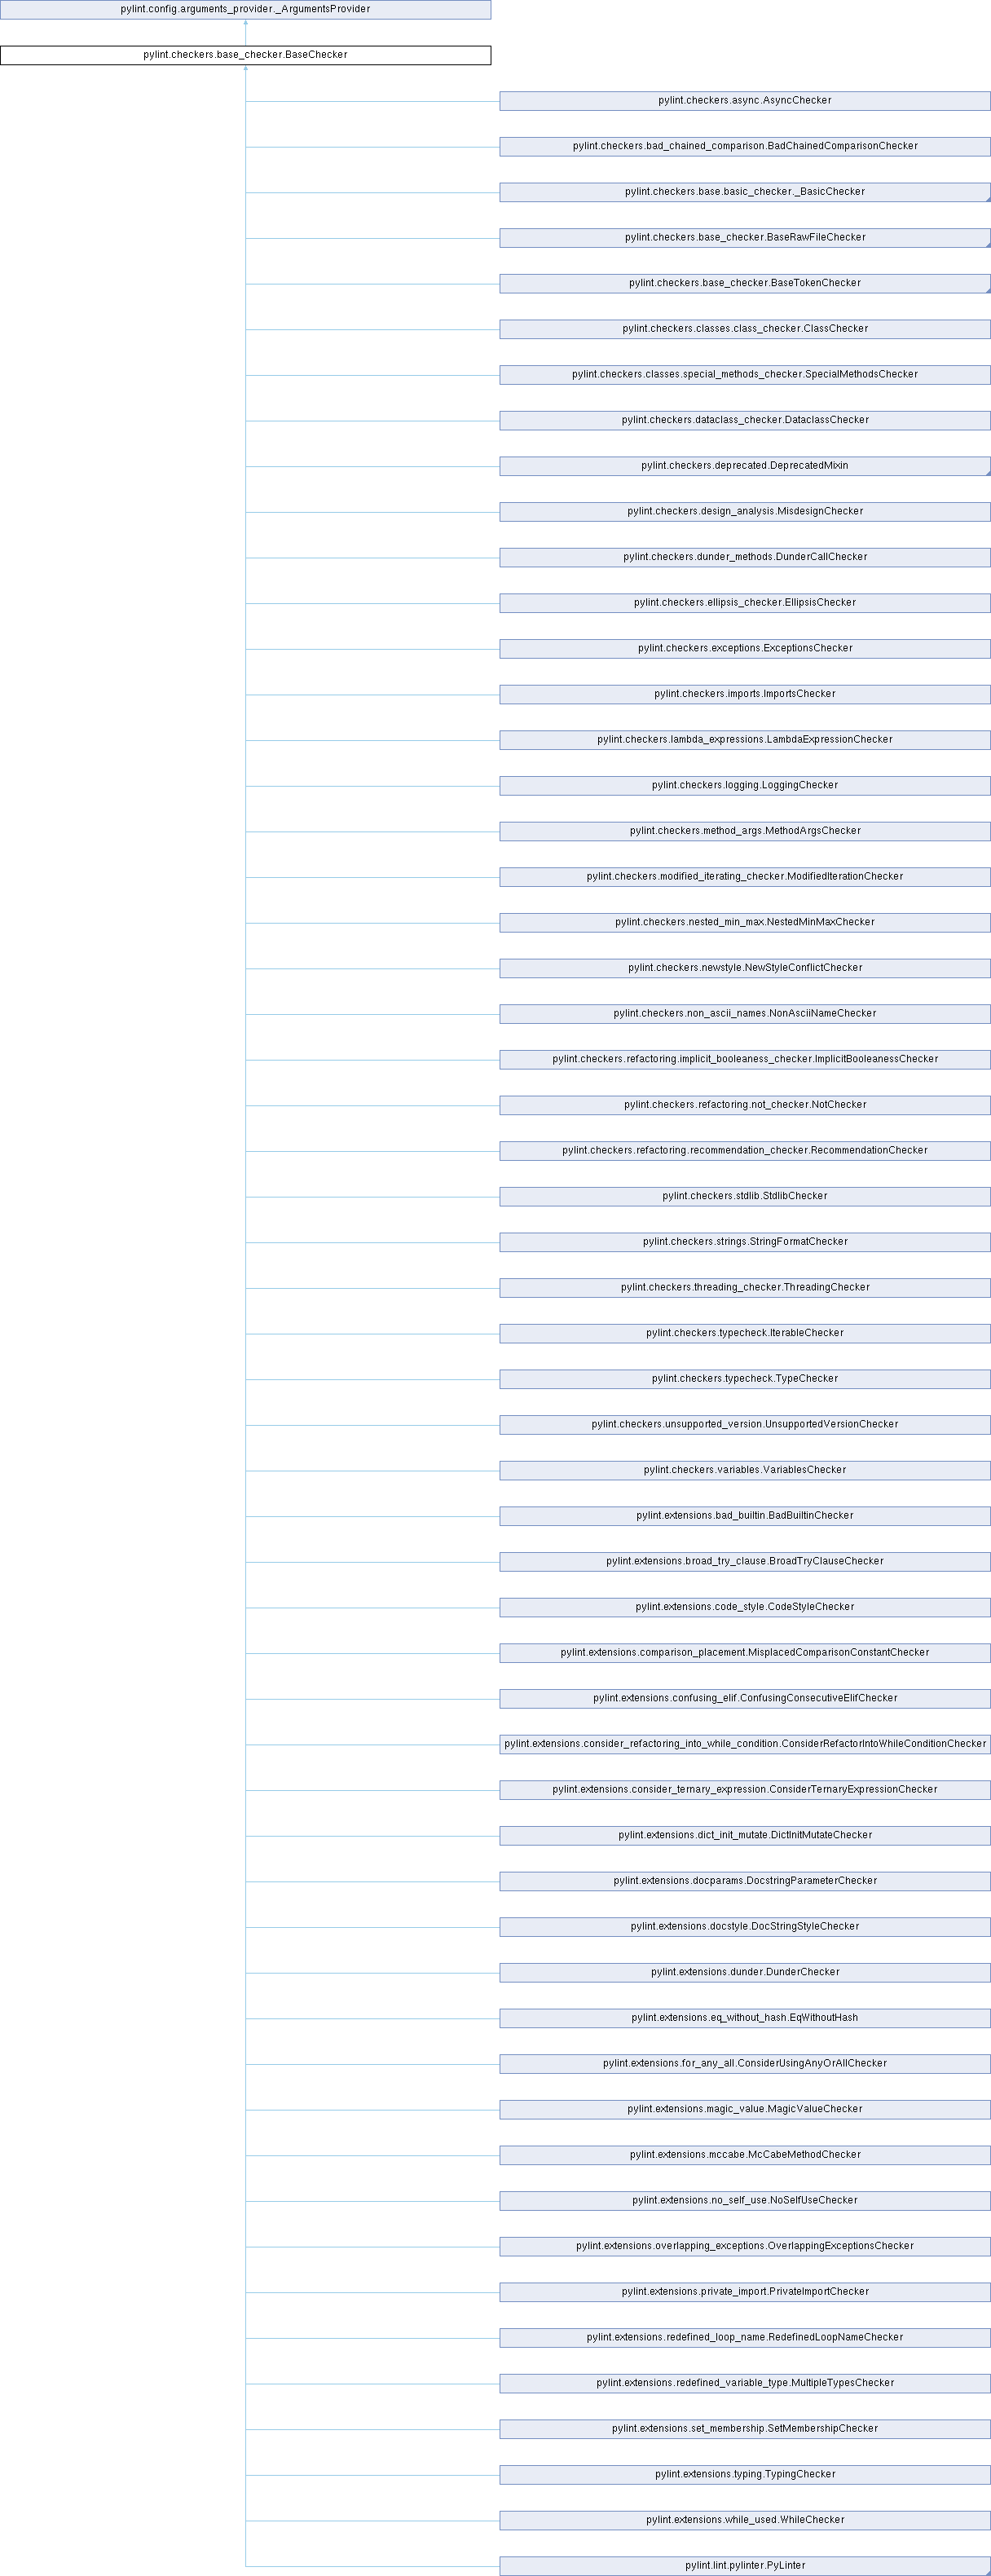 pylint.config.arguments_provider._ArgumentsProvider
pylint.checkers.base_checker.BaseChecker
pylint.checkers.async.AsyncChecker
pylint.checkers.bad_chained_comparison.BadChainedComparisonChecker
pylint.checkers.base.basic_checker._BasicChecker
pylint.checkers.base_checker.BaseRawFileChecker
pylint.checkers.base_checker.BaseTokenChecker
pylint.checkers.classes.class_checker.ClassChecker
pylint.checkers.classes.special_methods_checker.SpecialMethodsChecker
pylint.checkers.dataclass_checker.DataclassChecker
pylint.checkers.deprecated.DeprecatedMixin
pylint.checkers.design_analysis.MisdesignChecker
pylint.checkers.dunder_methods.DunderCallChecker
pylint.checkers.ellipsis_checker.EllipsisChecker
pylint.checkers.exceptions.ExceptionsChecker
pylint.checkers.imports.ImportsChecker
pylint.checkers.lambda_expressions.LambdaExpressionChecker
pylint.checkers.logging.LoggingChecker
pylint.checkers.method_args.MethodArgsChecker
pylint.checkers.modified_iterating_checker.ModifiedIterationChecker
pylint.checkers.nested_min_max.NestedMinMaxChecker
pylint.checkers.newstyle.NewStyleConflictChecker
pylint.checkers.non_ascii_names.NonAsciiNameChecker
pylint.checkers.refactoring.implicit_booleaness_checker.ImplicitBooleanessChecker
pylint.checkers.refactoring.not_checker.NotChecker
pylint.checkers.refactoring.recommendation_checker.RecommendationChecker
pylint.checkers.stdlib.StdlibChecker
pylint.checkers.strings.StringFormatChecker
pylint.checkers.threading_checker.ThreadingChecker
pylint.checkers.typecheck.IterableChecker
pylint.checkers.typecheck.TypeChecker
pylint.checkers.unsupported_version.UnsupportedVersionChecker
pylint.checkers.variables.VariablesChecker
pylint.extensions.bad_builtin.BadBuiltinChecker
pylint.extensions.broad_try_clause.BroadTryClauseChecker
pylint.extensions.code_style.CodeStyleChecker
pylint.extensions.comparison_placement.MisplacedComparisonConstantChecker
pylint.extensions.confusing_elif.ConfusingConsecutiveElifChecker
pylint.extensions.consider_refactoring_into_while_condition.ConsiderRefactorIntoWhileConditionChecker
pylint.extensions.consider_ternary_expression.ConsiderTernaryExpressionChecker
pylint.extensions.dict_init_mutate.DictInitMutateChecker
pylint.extensions.docparams.DocstringParameterChecker
pylint.extensions.docstyle.DocStringStyleChecker
pylint.extensions.dunder.DunderChecker
pylint.extensions.eq_without_hash.EqWithoutHash
pylint.extensions.for_any_all.ConsiderUsingAnyOrAllChecker
pylint.extensions.magic_value.MagicValueChecker
pylint.extensions.mccabe.McCabeMethodChecker
pylint.extensions.no_self_use.NoSelfUseChecker
pylint.extensions.overlapping_exceptions.OverlappingExceptionsChecker
pylint.extensions.private_import.PrivateImportChecker
pylint.extensions.redefined_loop_name.RedefinedLoopNameChecker
pylint.extensions.redefined_variable_type.MultipleTypesChecker
pylint.extensions.set_membership.SetMembershipChecker
pylint.extensions.typing.TypingChecker
pylint.extensions.while_used.WhileChecker
pylint.lint.pylinter.PyLinter